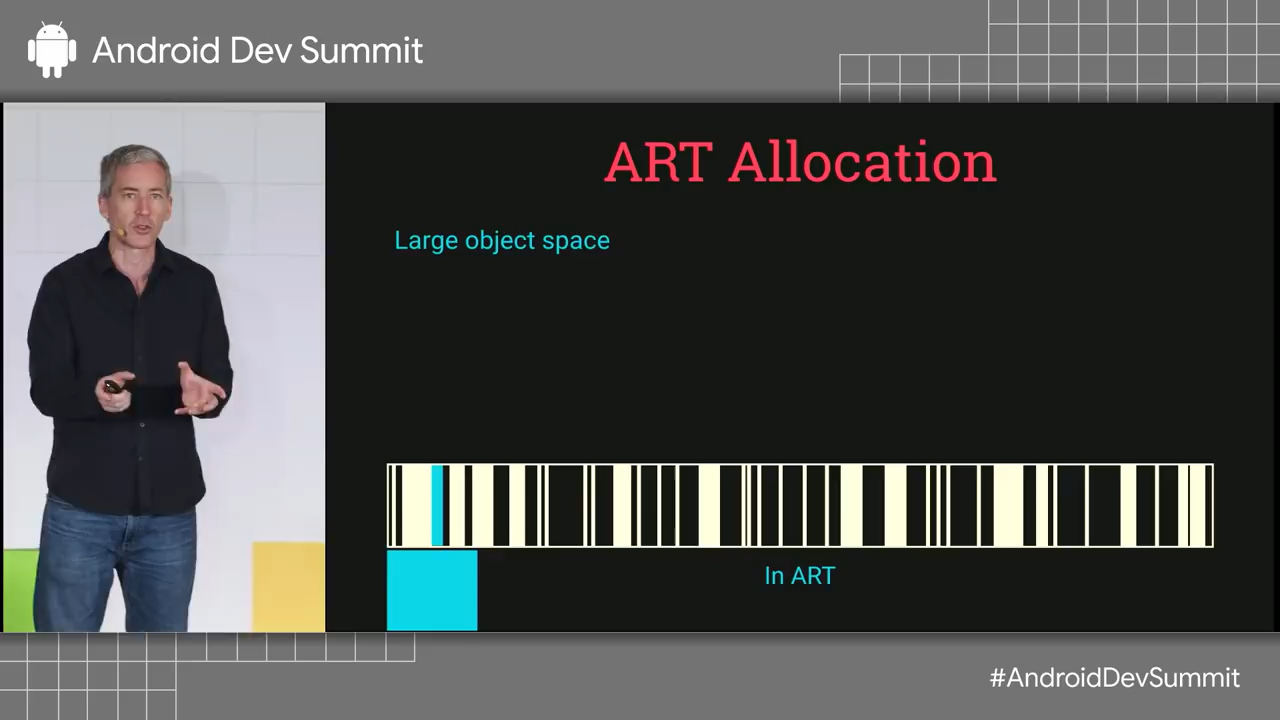 Android Dev Summit
ART Allocation
Large object space
In ART
#AndroidDevSummit